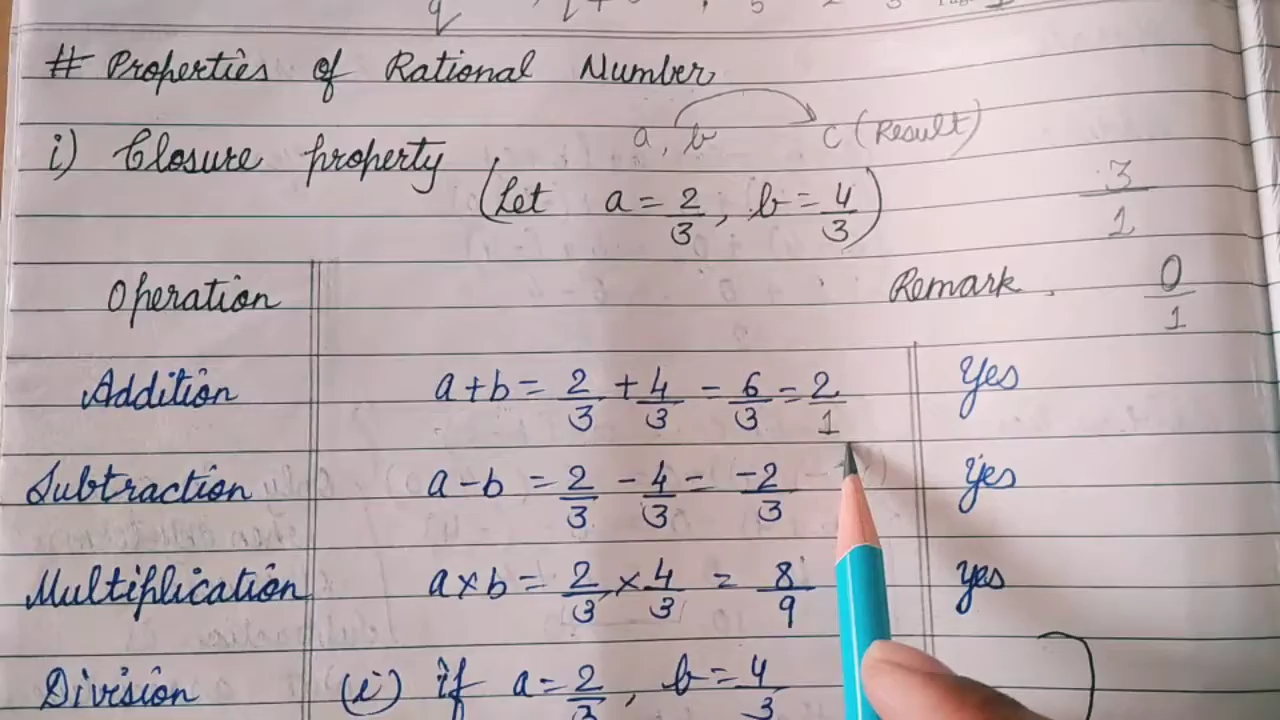 # Properties of Rational Number
a, b c (Result)
i) Closure property (Let a = 2/3, b = 4/3)
3/1
Operation Remark. 0/1
Addition a + b = 2/3 + 4/3 = 6/3 = 2/1 Yes
Subtraction a - b = 2/3 - 4/3 = -2/3 Yes
Multiplication a × b = 2/3 × 4/3 = 8/9 Yes
Division (i) if a = 2/3, b = 4/3